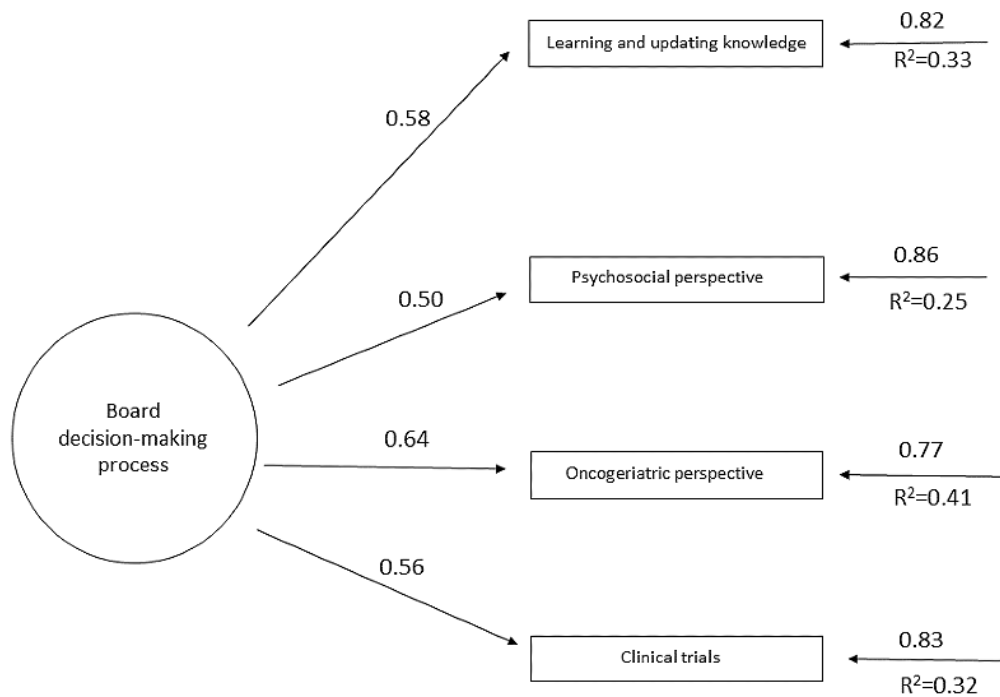 0.82
Learning and updating knowledge
R²=0.33
0.58
0.86
Psychosocial perspective
R²=0.25
0.50
Board
decision-making
process
0.64
0.77
Oncogeriatric perspective
R²=0.41
0.56
0.83
Clinical trials
R²=0.32